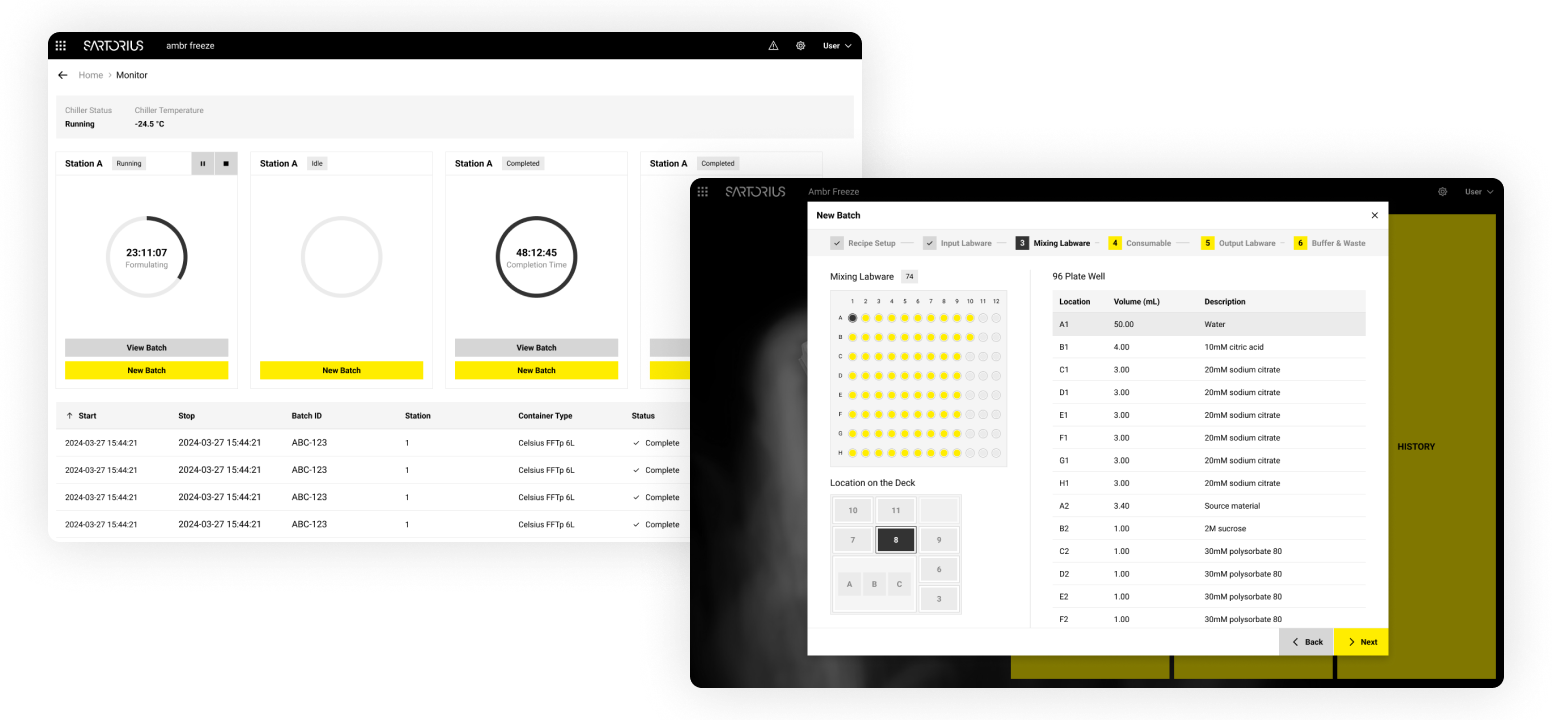 SARTORIUS ambr freeze User
Home > Monitor
Chiller Status Chiller Temperature
Running -24.5 °C
Station A Running
23:11:07
Formulating
View Batch
New Batch
Station A Idle
New Batch
Station A Completed
48:12:45
Completion Time
View Batch
New Batch
Station A Completed
Start Stop Batch ID Station Container Type Status
2024-03-27 15:44:21 2024-03-27 15:44:21 ABC-123 1 Celsius FFTp 6L Complete
2024-03-27 15:44:21 2024-03-27 15:44:21 ABC-123 1 Celsius FFTp 6L Complete
2024-03-27 15:44:21 2024-03-27 15:44:21 ABC-123 1 Celsius FFTp 6L Complete
2024-03-27 15:44:21 2024-03-27 15:44:21 ABC-123 1 Celsius FFTp 6L Complete
SARTORIUS Ambr Freeze User
New Batch
Recipe Setup Input Labware 3 Mixing Labware 4 Consumable 5 Output Labware 6 Buffer & Waste
Mixing Labware 74
1 2 3 4 5 6 7 8 9 10 11 12
A
B
C
D
E
F
G
H
Location on the Deck
10 11
7 8 9
6
A B C
3
96 Plate Well
Location Volume (mL) Description
A1 50.00 Water
B1 4.00 10mM citric acid
C1 3.00 20mM sodium citrate
D1 3.00 20mM sodium citrate
E1 3.00 20mM sodium citrate
F1 3.00 20mM sodium citrate
G1 3.00 20mM sodium citrate
H1 3.00 20mM sodium citrate
A2 3.40 Source material
B2 1.00 2M sucrose
C2 1.00 30mM polysorbate 80
D2 1.00 30mM polysorbate 80
E2 1.00 30mM polysorbate 80
F2 1.00 30mM polysorbate 80
Back Next
HISTORY